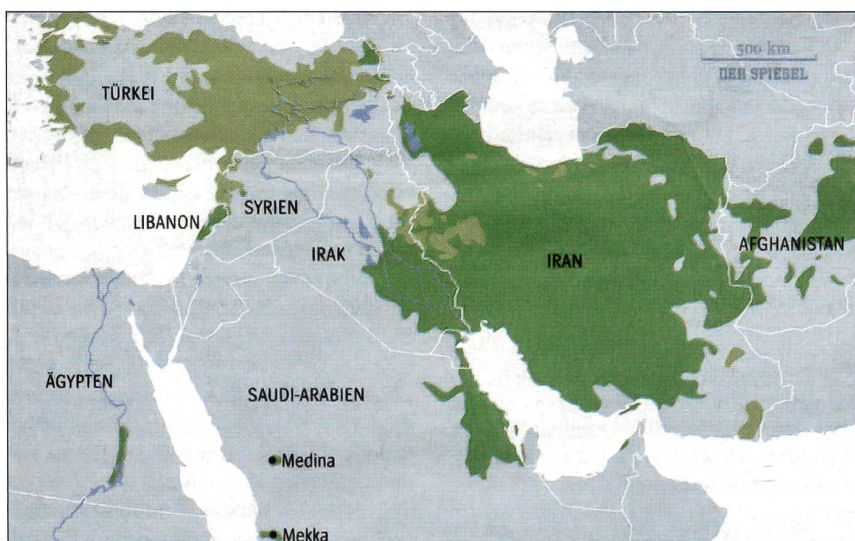 500 km
DER SPIEGEL
TÜRKEI
LIBANON
SYRIEN
IRAK
IRAN
AFGHANISTAN
ÄGYPTEN
SAUDI-ARABIEN
Medina
Mekka